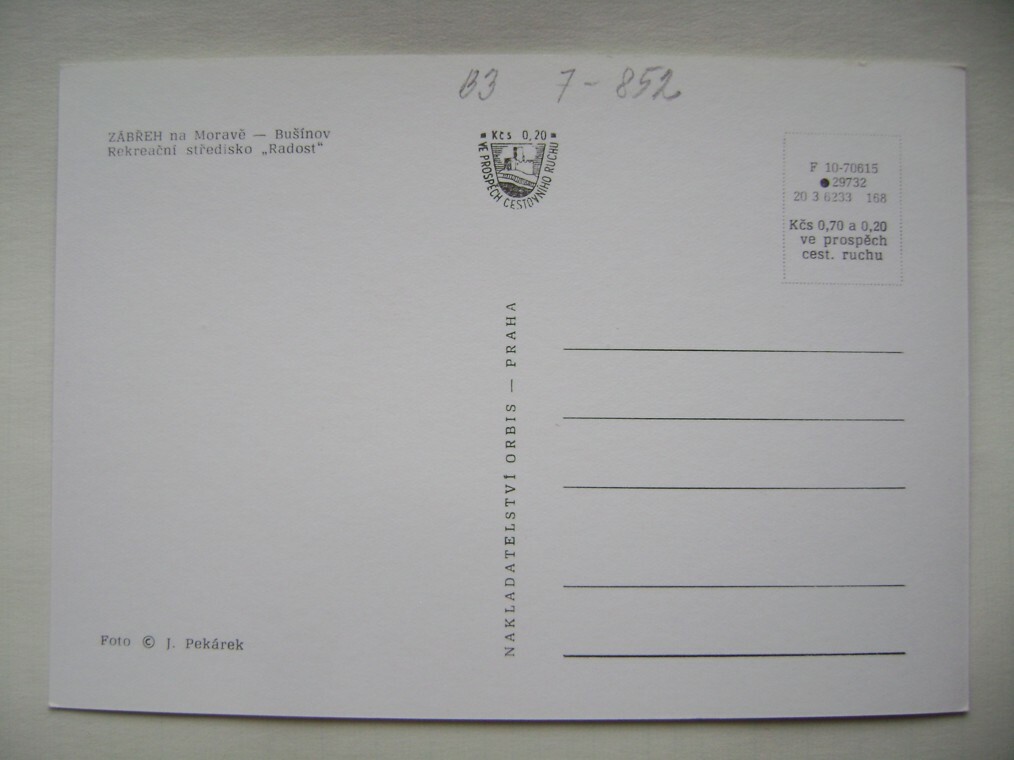 B3 7-852
ZÁBŘEH na Moravě — Bušínov
Rekreační středisko „Radost"
Kčs 0,20
VE PROSPĚCH CESTOVNÍHO RUCHU
F 10-70615
29732
20 3 6233 168
Kčs 0,70 a 0,20
ve prospěch
cest. ruchu
NAKLADATELSTVÍ ORBIS — PRAHA
Foto © J. Pekárek